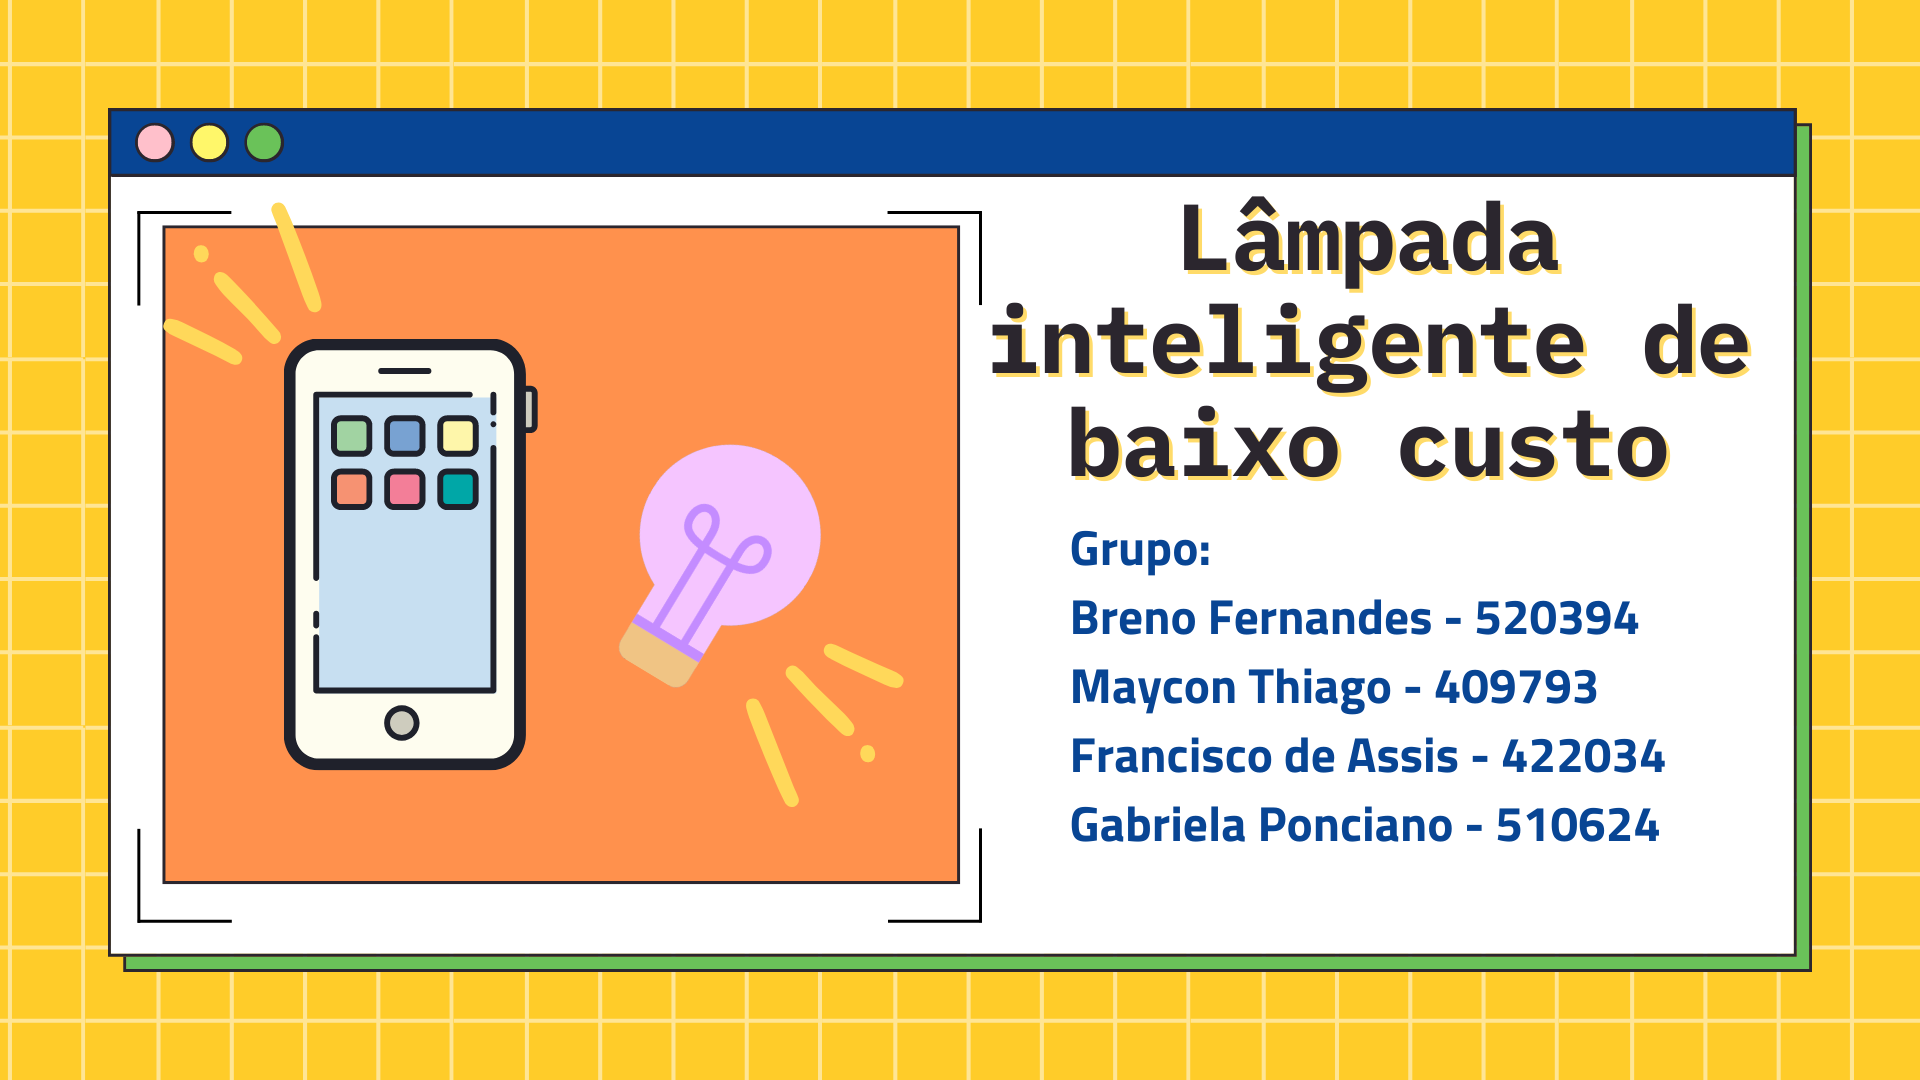 Lâmpada
inteligente de
baixo custo
Grupo:
Breno Fernandes - 520394
Maycon Thiago - 409793
Francisco de Assis - 422034
Gabriela Ponciano - 510624